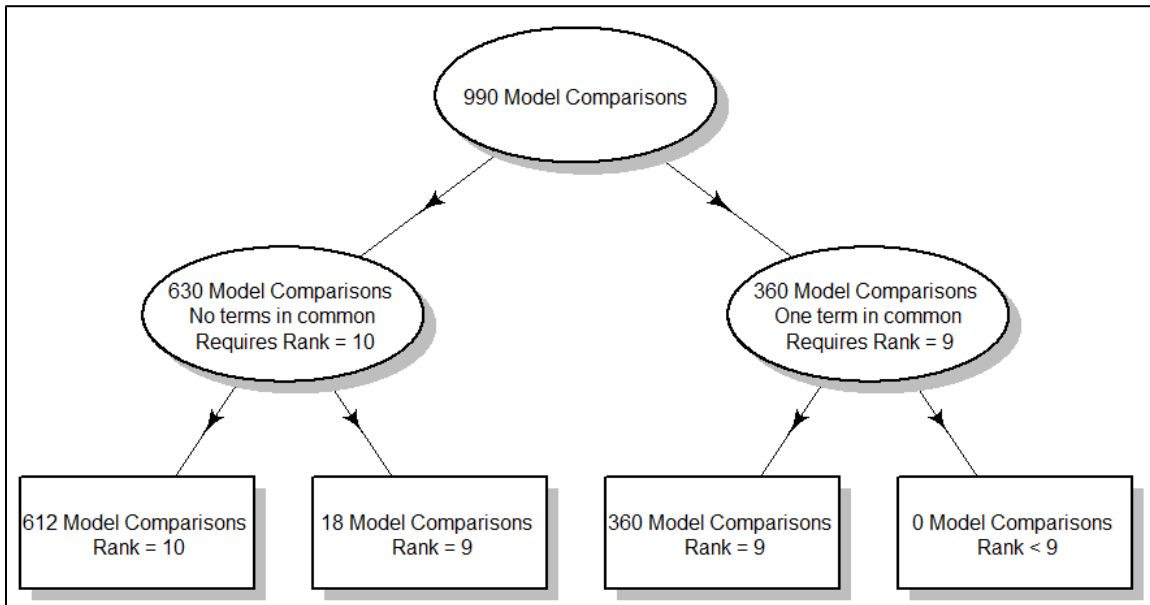 990 Model Comparisons
630 Model Comparisons
No terms in common
Requires Rank = 10
360 Model Comparisons
One term in common
Requires Rank = 9
612 Model Comparisons
Rank = 10
18 Model Comparisons
Rank = 9
360 Model Comparisons
Rank = 9
0 Model Comparisons
Rank < 9